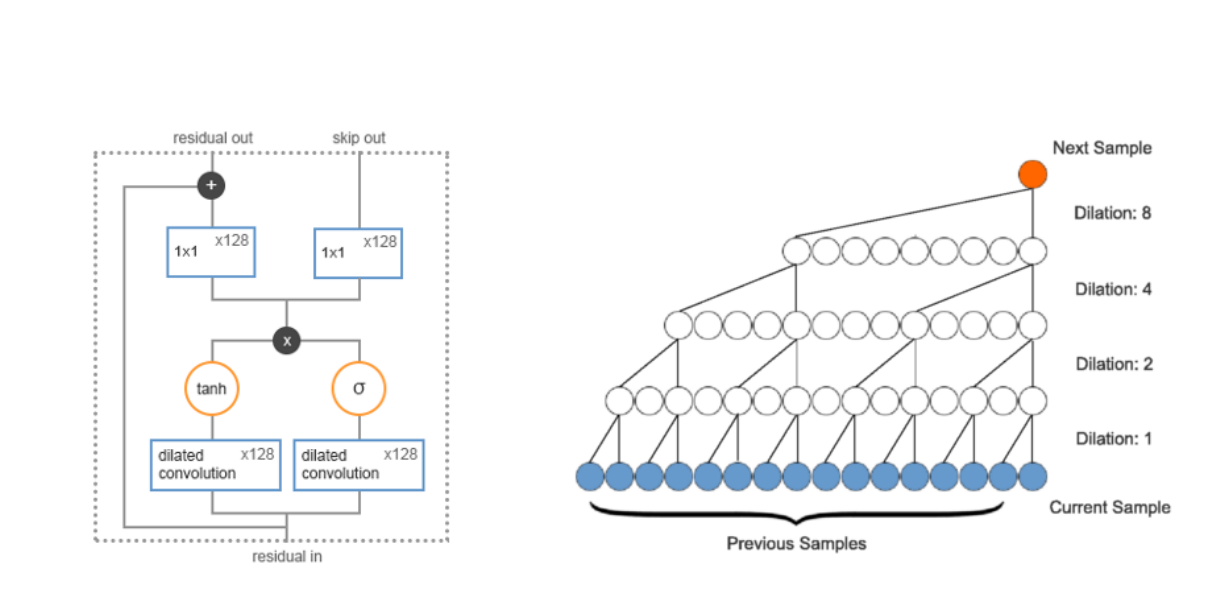 residual out
skip out
+
1x1 x128
1x1 x128
x
tanh
σ
dilated x128
convolution
dilated x128
convolution
residual in
Next Sample
Dilation: 8
Dilation: 4
Dilation: 2
Dilation: 1
Current Sample
Previous Samples